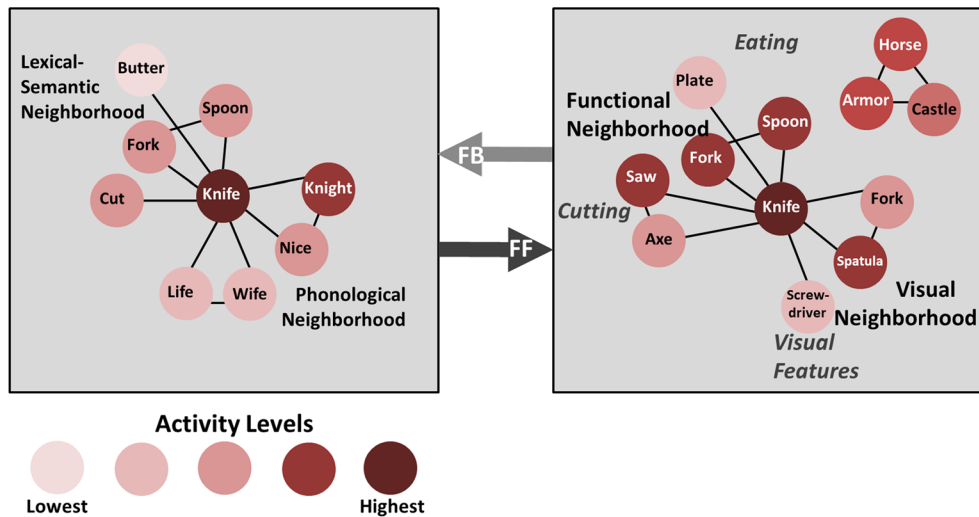 Lexical-
Semantic
Neighborhood
Butter
Spoon
Fork
Cut
Knife
Knight
Nice
Life
Wife
Phonological
Neighborhood
FB
FF
Eating
Functional
Neighborhood
Plate
Spoon
Fork
Saw
Cutting
Axe
Knife
Fork
Spatula
Screw-
driver
Visual
Neighborhood
Visual
Features
Horse
Armor
Castle
Activity Levels
Lowest
Highest